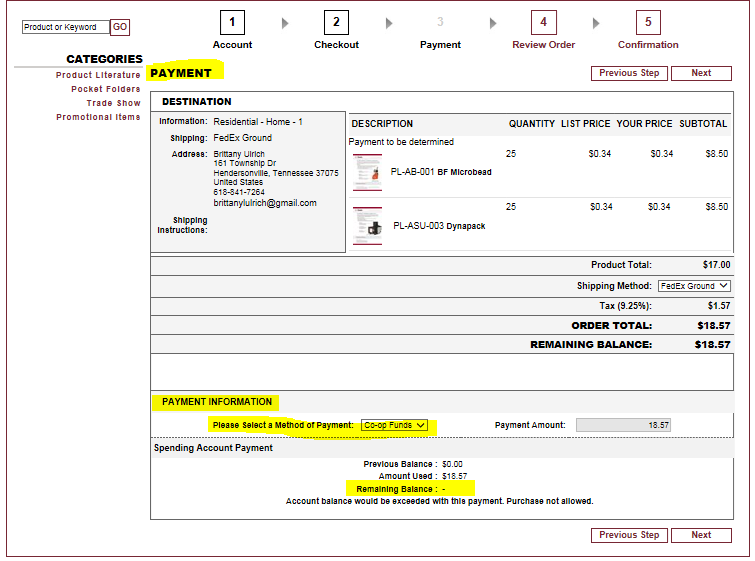 Product or Keyword GO
1 2 3 4 5
Account Checkout Payment Review Order Confirmation
CATEGORIES
Product Literature
Pocket Folders
Trade Show
Promotional Items
PAYMENT
Previous Step Next
DESTINATION
Information: Residential - Home - 1
Shipping: FedEx Ground
Address: Brittany Ulrich
161 Township Dr
Hendersonville, Tennessee 37075
United States
618-841-7264
brittanylulrich@gmail.com
Shipping
Instructions:
DESCRIPTION QUANTITY LIST PRICE YOUR PRICE SUBTOTAL
Payment to be determined
PL-AB-001 BF Microbead 25 $0.34 $0.34 $8.50
PL-ASU-003 Dynapack 25 $0.34 $0.34 $8.50
Product Total: $17.00
Shipping Method: FedEx Ground
Tax (9.25%): $1.57
ORDER TOTAL: $18.57
REMAINING BALANCE: $18.57
PAYMENT INFORMATION
Please Select a Method of Payment: Co-op Funds Payment Amount: 18.57
Spending Account Payment
Previous Balance : $0.00
Amount Used : $18.57
Remaining Balance : -
Account balance would be exceeded with this payment. Purchase not allowed.
Previous Step Next